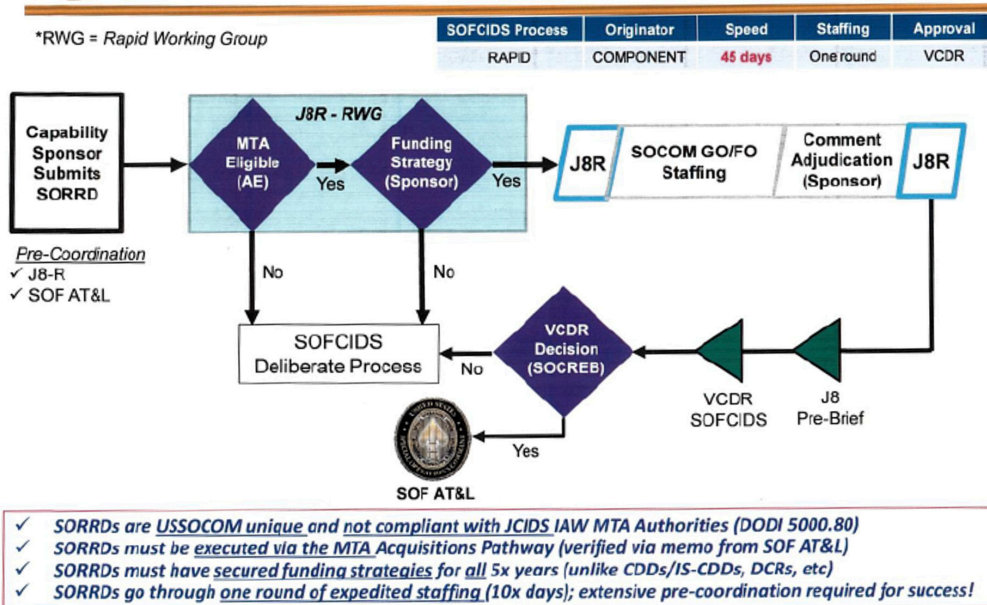 *RWG = Rapid Working Group
SOFCIDS Process Originator Speed Staffing Approval
RAPID COMPONENT 45 days One round VCDR
Capability
Sponsor
Submits
SORRD
Pre-Coordination
✓ J8-R
✓ SOF AT&L
J8R - RWG
MTA
Eligible
(AE)
Yes
Funding
Strategy
(Sponsor)
Yes
J8R
SOCOM GO/FO
Staffing
Comment
Adjudication
(Sponsor)
J8R
No
No
SOFCIDS
Deliberate Process
No
VCDR
Decision
(SOCREB)
VCDR
SOFCIDS
J8
Pre-Brief
Yes
UNITED STATES
SPECIAL OPERATIONS COMMAND
SOF AT&L
✓ SORRDs are USSOCOM unique and not compliant with JCIDS IAW MTA Authorities (DODI 5000.80)
✓ SORRDs must be executed via the MTA Acquisitions Pathway (verified via memo from SOF AT&L)
✓ SORRDs must have secured funding strategies for all 5x years (unlike CDDs/IS-CDDs, DCRs, etc)
✓ SORRDs go through one round of expedited staffing (10x days); extensive pre-coordination required for success!